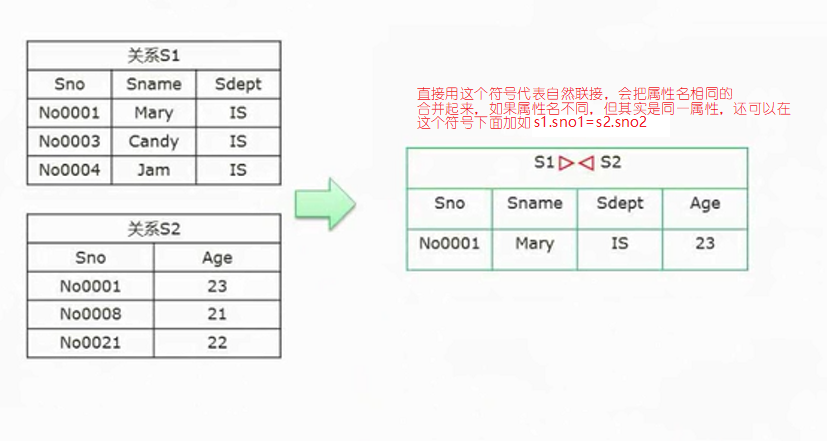 关系S1
Sno Sname Sdept
No0001 Mary IS
No0003 Candy IS
No0004 Jam IS
关系S2
Sno Age
No0001 23
No0008 21
No0021 22
直接用这个符号代表自然联接，会把属性名相同的
合并起来，如果属性名不同，但其实是同一属性，还可以在
这个符号下面加如 s1.sno1=s2.sno2
S1▷◁ S2
Sno Sname Sdept Age
No0001 Mary IS 23